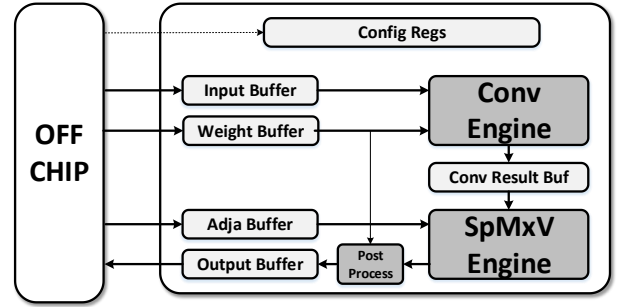 Config Regs
OFF
CHIP
Input Buffer
Conv
Engine
Weight Buffer
Conv Result Buf
Adja Buffer
SpMxV
Engine
Post
Process
Output Buffer